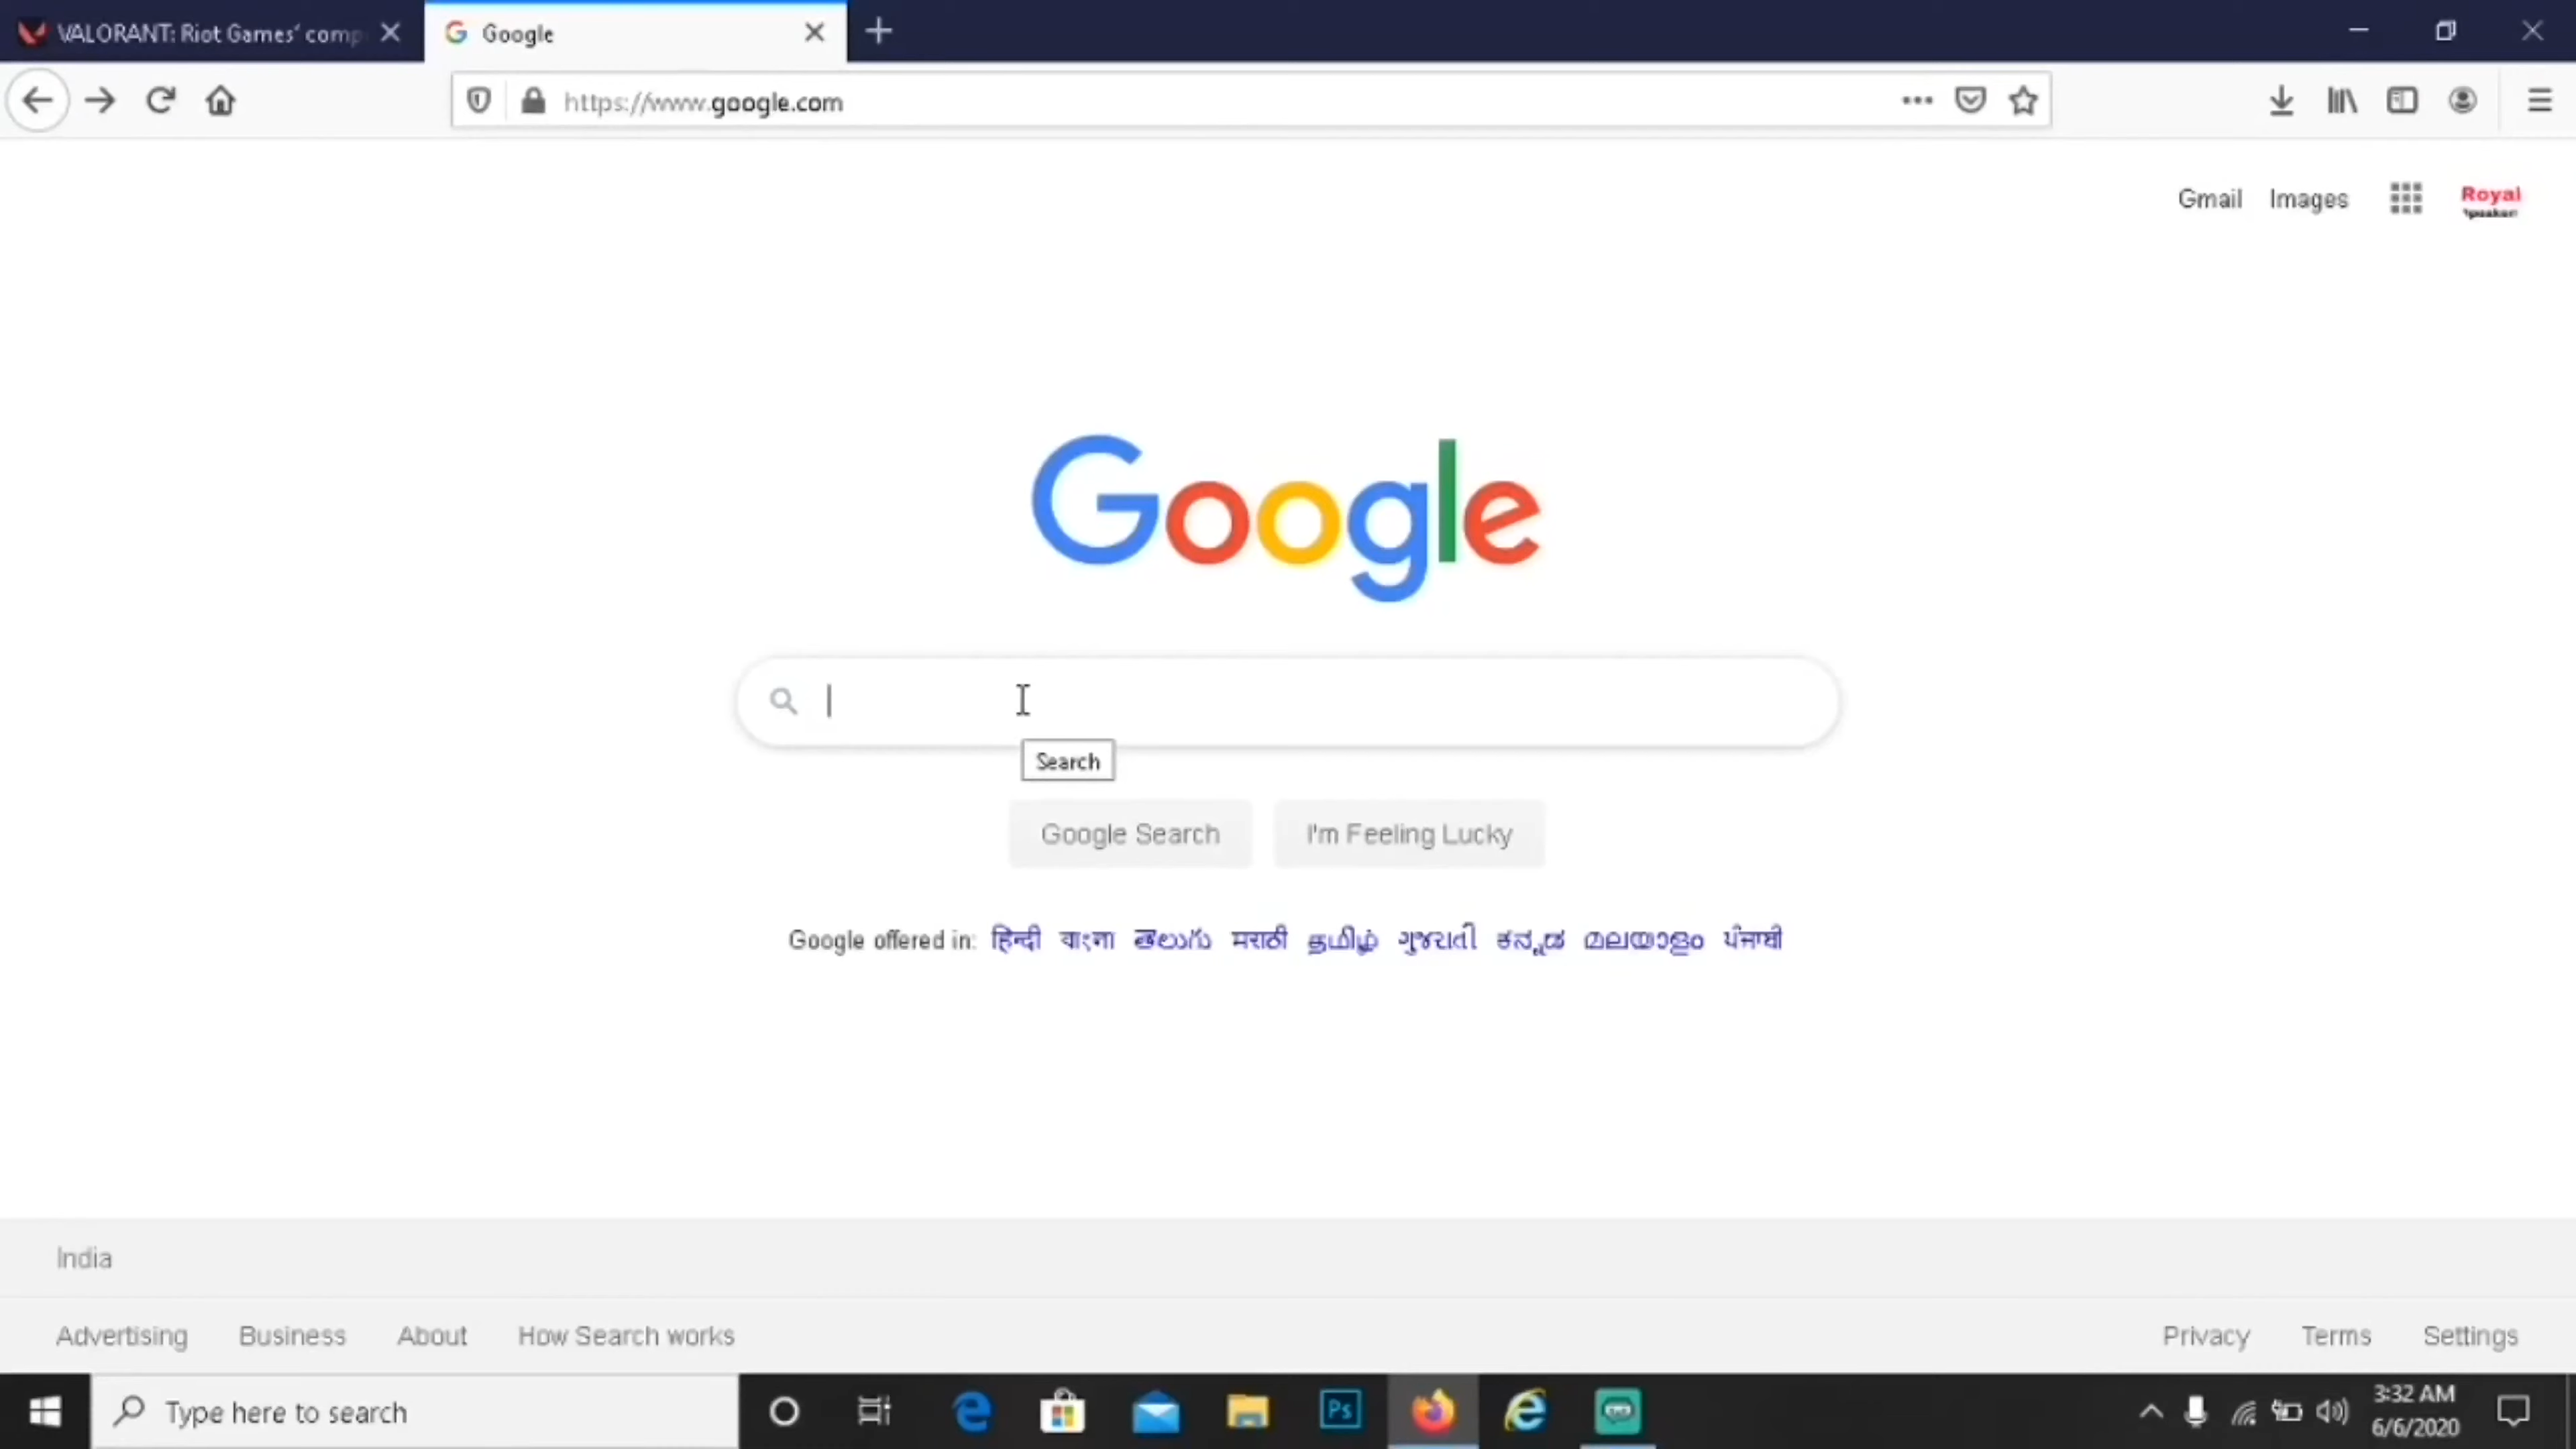 VALORANT: Riot Games' comp
Google
https://www.google.com
Gmail Images Royal
Google
Search
Google Search I'm Feeling Lucky
Google offered in: हिन्दी বাংলা తెలుగు मराठी தமிழ் ગુજરાતી ಕನ್ನಡ മലയാളം ਪੰਜਾਬੀ
India
Advertising Business About How Search works Privacy Terms Settings
Type here to search Ps 3:32 AM
6/6/2020